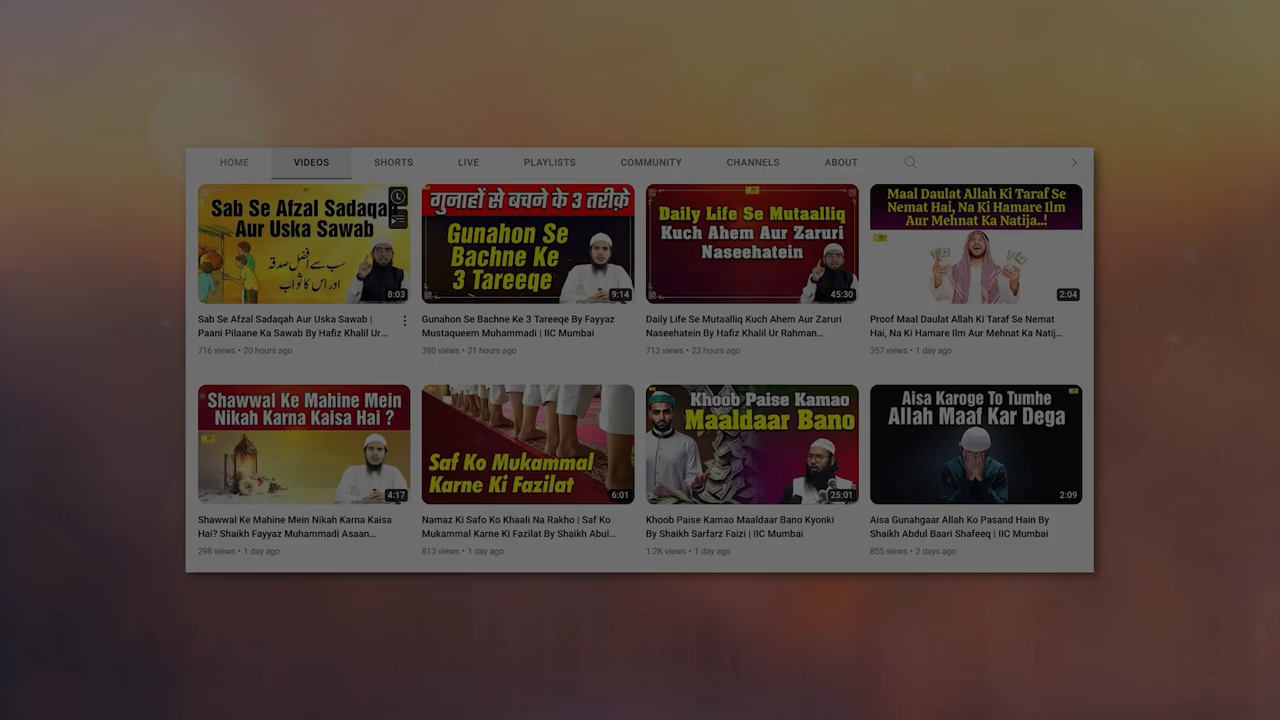 HOME VIDEOS SHORTS LIVE PLAYLISTS COMMUNITY CHANNELS ABOUT
Sab Se Afzal Sadaqah
Aur Uska Sawab
سب سے افضل صدقہ
اور اس کا ثواب
8:03
Sab Se Afzal Sadaqah Aur Uska Sawab |
Paani Pilaane Ka Sawab By Hafiz Khalil Ur...
716 views • 20 hours ago
गुनाहों से बचने के 3 तरीक़े
Gunahon Se
Bachne Ke
3 Tareeqe
9:14
Gunahon Se Bachne Ke 3 Tareeqe By Fayyaz
Mustaqueem Muhammadi | IIC Mumbai
390 views • 21 hours ago
Daily Life Se Mutaalliq
Kuch Ahem Aur Zaruri
Naseehatein
45:30
Daily Life Se Mutaalliq Kuch Ahem Aur Zaruri
Naseehatein By Hafiz Khalil Ur Rahman...
713 views • 23 hours ago
Maal Daulat Allah Ki Taraf Se
Nemat Hai, Na Ki Hamare Ilm
Aur Mehnat Ka Natija..!
2:04
Proof Maal Daulat Allah Ki Taraf Se Nemat
Hai, Na Ki Hamare Ilm Aur Mehnat Ka Natij...
357 views • 1 day ago
Shawwal Ke Mahine Mein
Nikah Karna Kaisa Hai ?
4:17
Shawwal Ke Mahine Mein Nikah Karna Kaisa
Hai? Shaikh Fayyaz Muhammadi Asaan...
298 views • 1 day ago
Saf Ko Mukammal
Karne Ki Fazilat
6:01
Namaz Ki Safo Ko Khaali Na Rakho | Saf Ko
Mukammal Karne Ki Fazilat By Shaikh Abul...
813 views • 1 day ago
Khoob Paise Kamao
Maaldaar Bano
25:01
Khoob Paise Kamao Maaldaar Bano Kyonki
By Shaikh Sarfarz Faizi | IIC Mumbai
1.2K views • 1 day ago
Aisa Karoge To Tumhe
Allah Maaf Kar Dega
2:09
Aisa Gunahgaar Allah Ko Pasand Hain By
Shaikh Abdul Baari Shafeeq | IIC Mumbai
855 views • 2 days ago